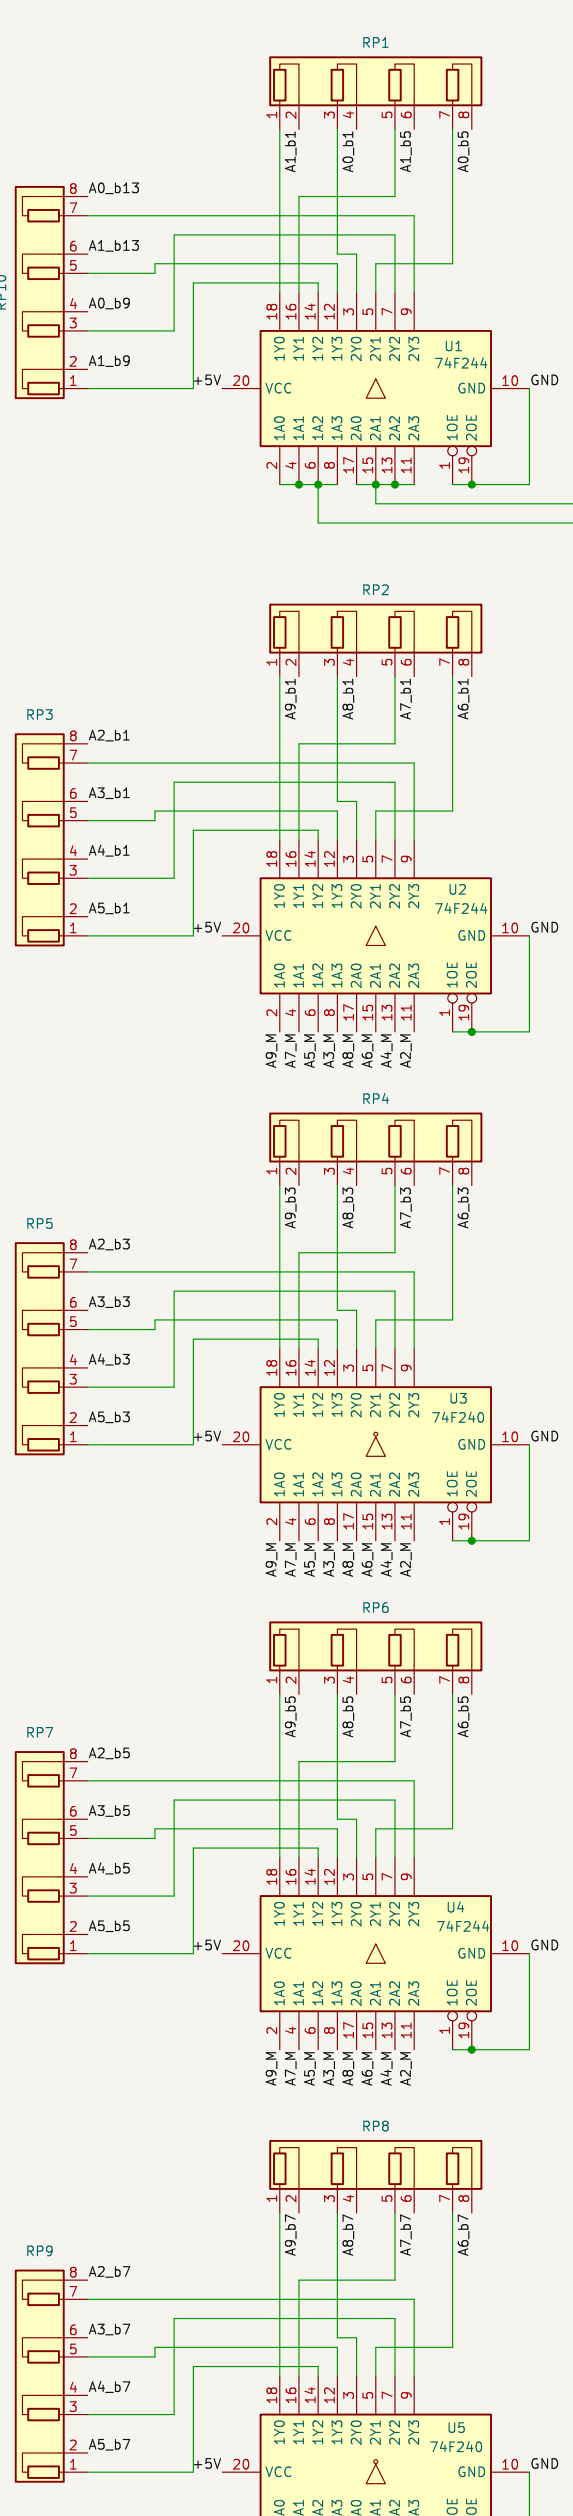 RP1
1 2 3 4 5 6 7 8
A1_b1 A0_b1 A1_b5 A0_b5
RP10
8 A0_b13
7
6 A1_b13
5
4 A0_b9
3
2 A1_b9
1
18 16 14 12 3 5 7 9
1Y0 1Y1 1Y2 1Y3 2Y0 2Y1 2Y2 2Y3
U1
74F244
+5V 20 VCC GND 10 GND
1A0 1A1 1A2 1A3 2A0 2A1 2A2 2A3 1OE 2OE
2 4 6 8 17 15 13 11 1 19
RP2
1 2 3 4 5 6 7 8
A9_b1 A8_b1 A7_b1 A6_b1
RP3
8 A2_b1
7
6 A3_b1
5
4 A4_b1
3
2 A5_b1
1
18 16 14 12 3 5 7 9
1Y0 1Y1 1Y2 1Y3 2Y0 2Y1 2Y2 2Y3
U2
74F244
+5V 20 VCC GND 10 GND
1A0 1A1 1A2 1A3 2A0 2A1 2A2 2A3 1OE 2OE
2 4 6 8 17 15 13 11 1 19
A9_M A7_M A5_M A3_M A8_M A6_M A4_M A2_M
RP4
1 2 3 4 5 6 7 8
A9_b3 A8_b3 A7_b3 A6_b3
RP5
8 A2_b3
7
6 A3_b3
5
4 A4_b3
3
2 A5_b3
1
18 16 14 12 3 5 7 9
1Y0 1Y1 1Y2 1Y3 2Y0 2Y1 2Y2 2Y3
U3
74F240
+5V 20 VCC GND 10 GND
1A0 1A1 1A2 1A3 2A0 2A1 2A2 2A3 1OE 2OE
2 4 6 8 17 15 13 11 1 19
A9_M A7_M A5_M A3_M A8_M A6_M A4_M A2_M
RP6
1 2 3 4 5 6 7 8
A9_b5 A8_b5 A7_b5 A6_b5
RP7
8 A2_b5
7
6 A3_b5
5
4 A4_b5
3
2 A5_b5
1
18 16 14 12 3 5 7 9
1Y0 1Y1 1Y2 1Y3 2Y0 2Y1 2Y2 2Y3
U4
74F244
+5V 20 VCC GND 10 GND
1A0 1A1 1A2 1A3 2A0 2A1 2A2 2A3 1OE 2OE
2 4 6 8 17 15 13 11 1 19
A9_M A7_M A5_M A3_M A8_M A6_M A4_M A2_M
RP8
1 2 3 4 5 6 7 8
A9_b7 A8_b7 A7_b7 A6_b7
RP9
8 A2_b7
7
6 A3_b7
5
4 A4_b7
3
2 A5_b7
1
18 16 14 12 3 5 7 9
1Y0 1Y1 1Y2 1Y3 2Y0 2Y1 2Y2 2Y3
U5
74F240
+5V 20 VCC GND 10 GND
A0 A1 A2 A3 A0 A1 A2 A3 OE OE